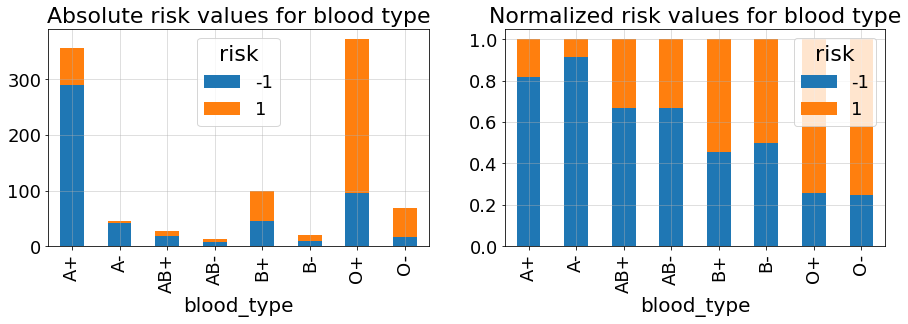 Absolute risk values for blood type
risk
-1
1
300
200
100
0
A+
A-
AB+
AB-
B+
B-
O+
O-
blood_type
Normalized risk values for blood type
risk
-1
1
1.0
0.8
0.6
0.4
0.2
0.0
A+
A-
AB+
AB-
B+
B-
O+
O-
blood_type